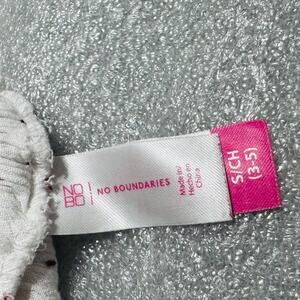 NO
BO
NO BOUNDARIES
Made in/
Hecho en
China
S/CH
(3-5)